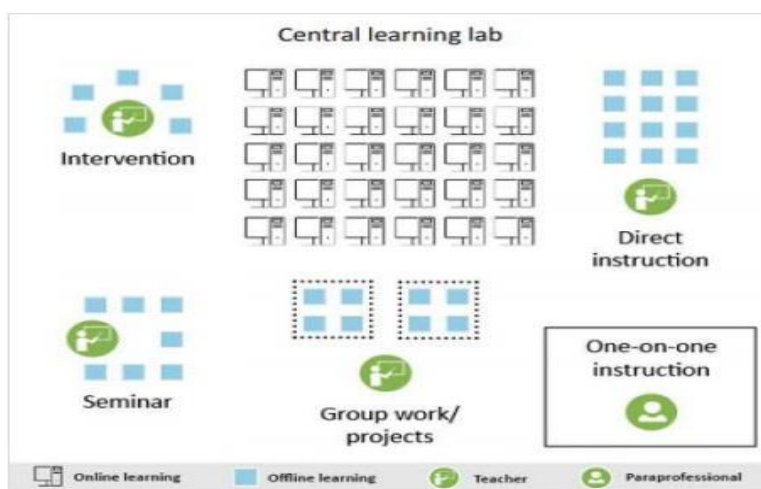 Central learning lab
Intervention
Direct
instruction
Seminar
Group work/
projects
One-on-one
instruction
Online learning
Offline learning
Teacher
Paraprofessional